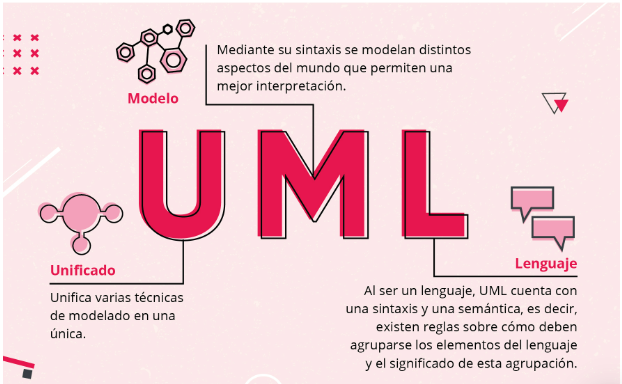 Modelo
Mediante su sintaxis se modelan distintos
aspectos del mundo que permiten una
mejor interpretación.
UML
Unificado
Unifica varias técnicas
de modelado en una
única.
Lenguaje
Al ser un lenguaje, UML cuenta con
una sintaxis y una semántica, es decir,
existen reglas sobre cómo deben
agruparse los elementos del lenguaje
y el significado de esta agrupación.